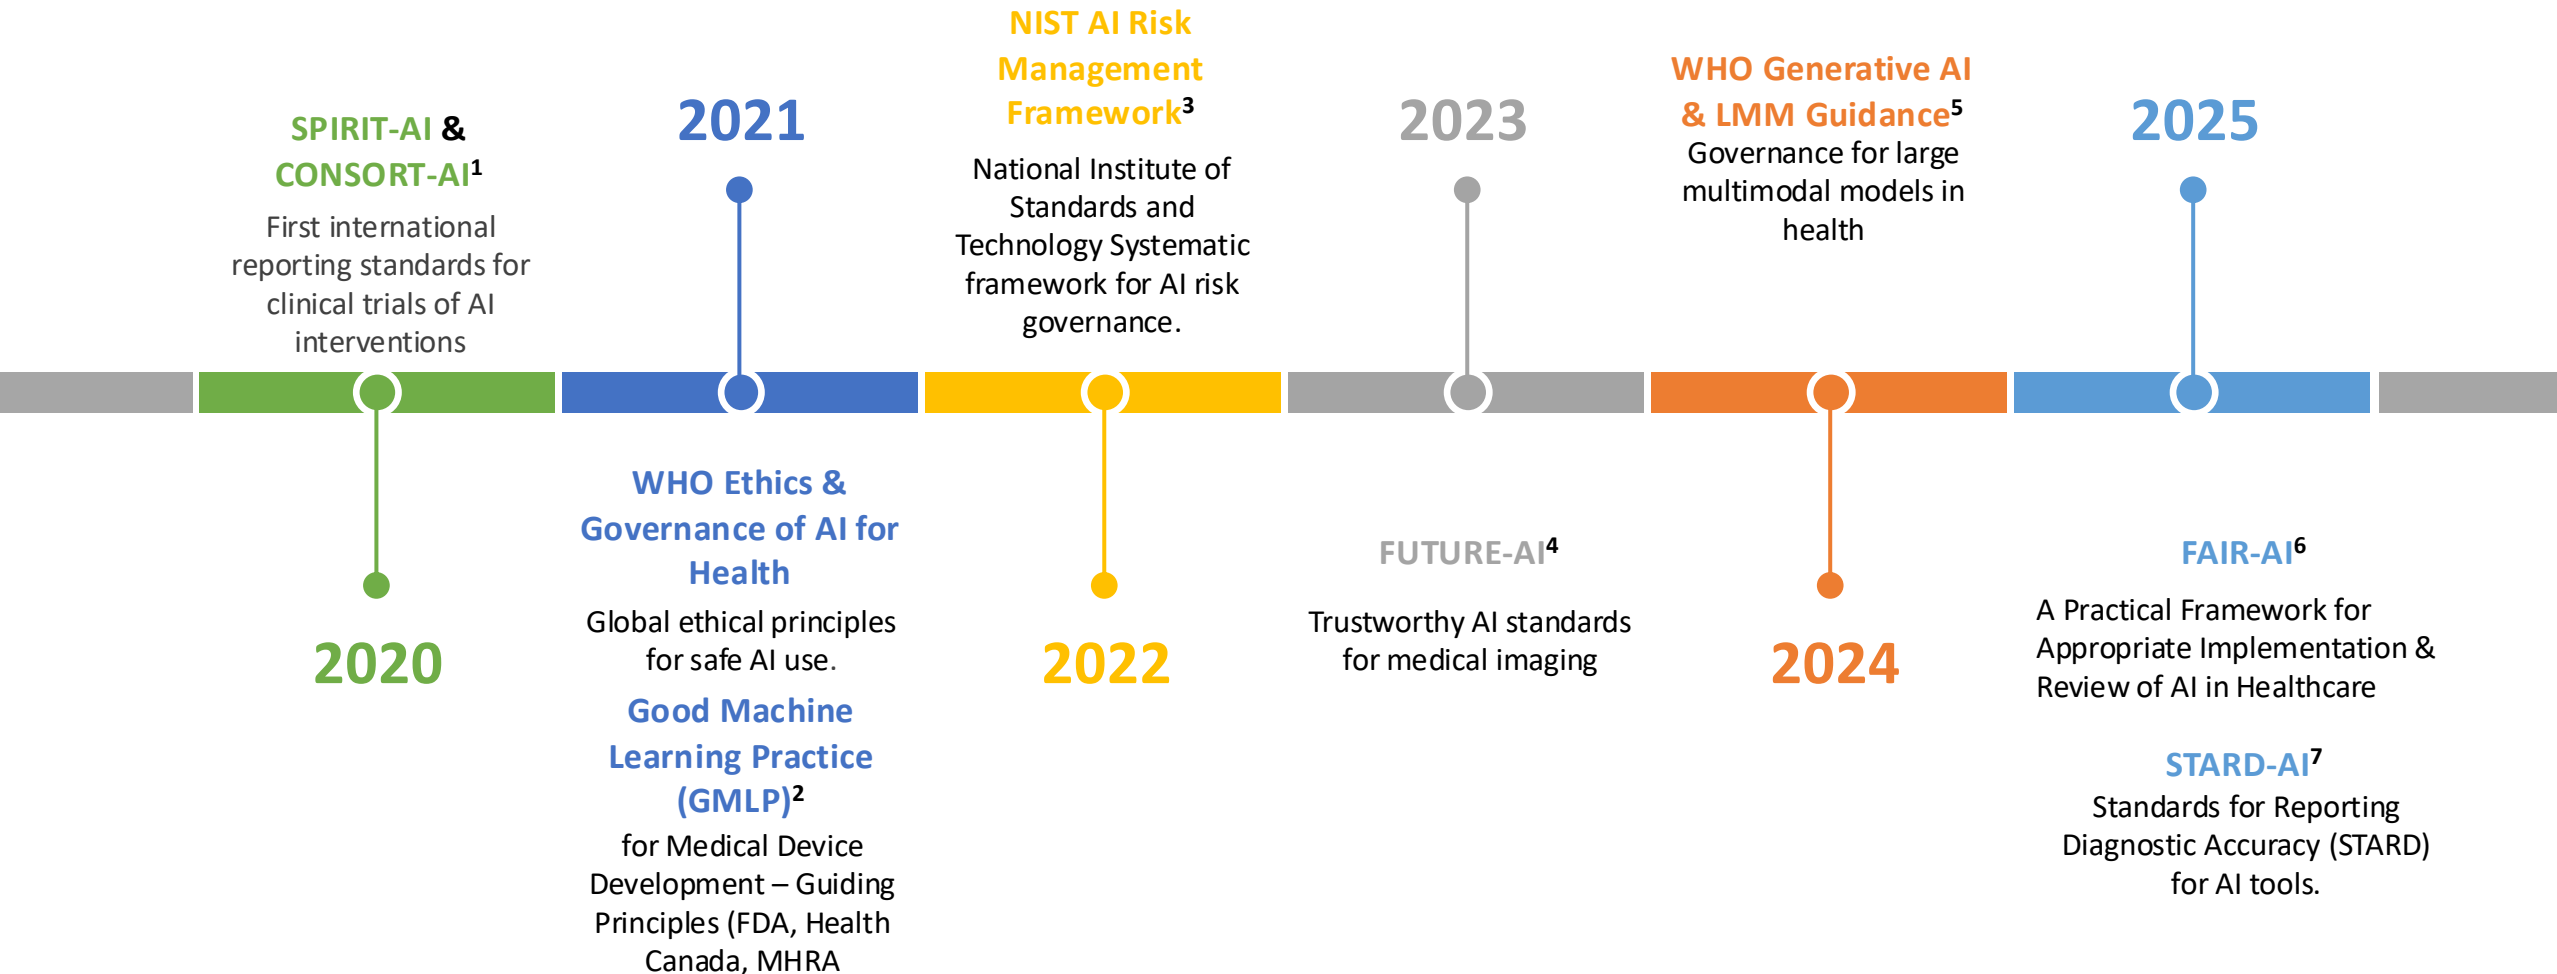 SPIRIT-AI &
CONSORT-AI¹
First international
reporting standards for
clinical trials of AI
interventions
2020
2021
WHO Ethics &
Governance of AI for
Health
Global ethical principles
for safe AI use.
Good Machine
Learning Practice
(GMLP)²
for Medical Device
Development – Guiding
Principles (FDA, Health
Canada, MHRA
NIST AI Risk
Management
Framework³
National Institute of
Standards and
Technology Systematic
framework for AI risk
governance.
2022
2023
FUTURE-AI⁴
Trustworthy AI standards
for medical imaging
WHO Generative AI
& LMM Guidance⁵
Governance for large
multimodal models in
health
2024
2025
FAIR-AI⁶
A Practical Framework for
Appropriate Implementation &
Review of AI in Healthcare
STARD-AI⁷
Standards for Reporting
Diagnostic Accuracy (STARD)
for AI tools.